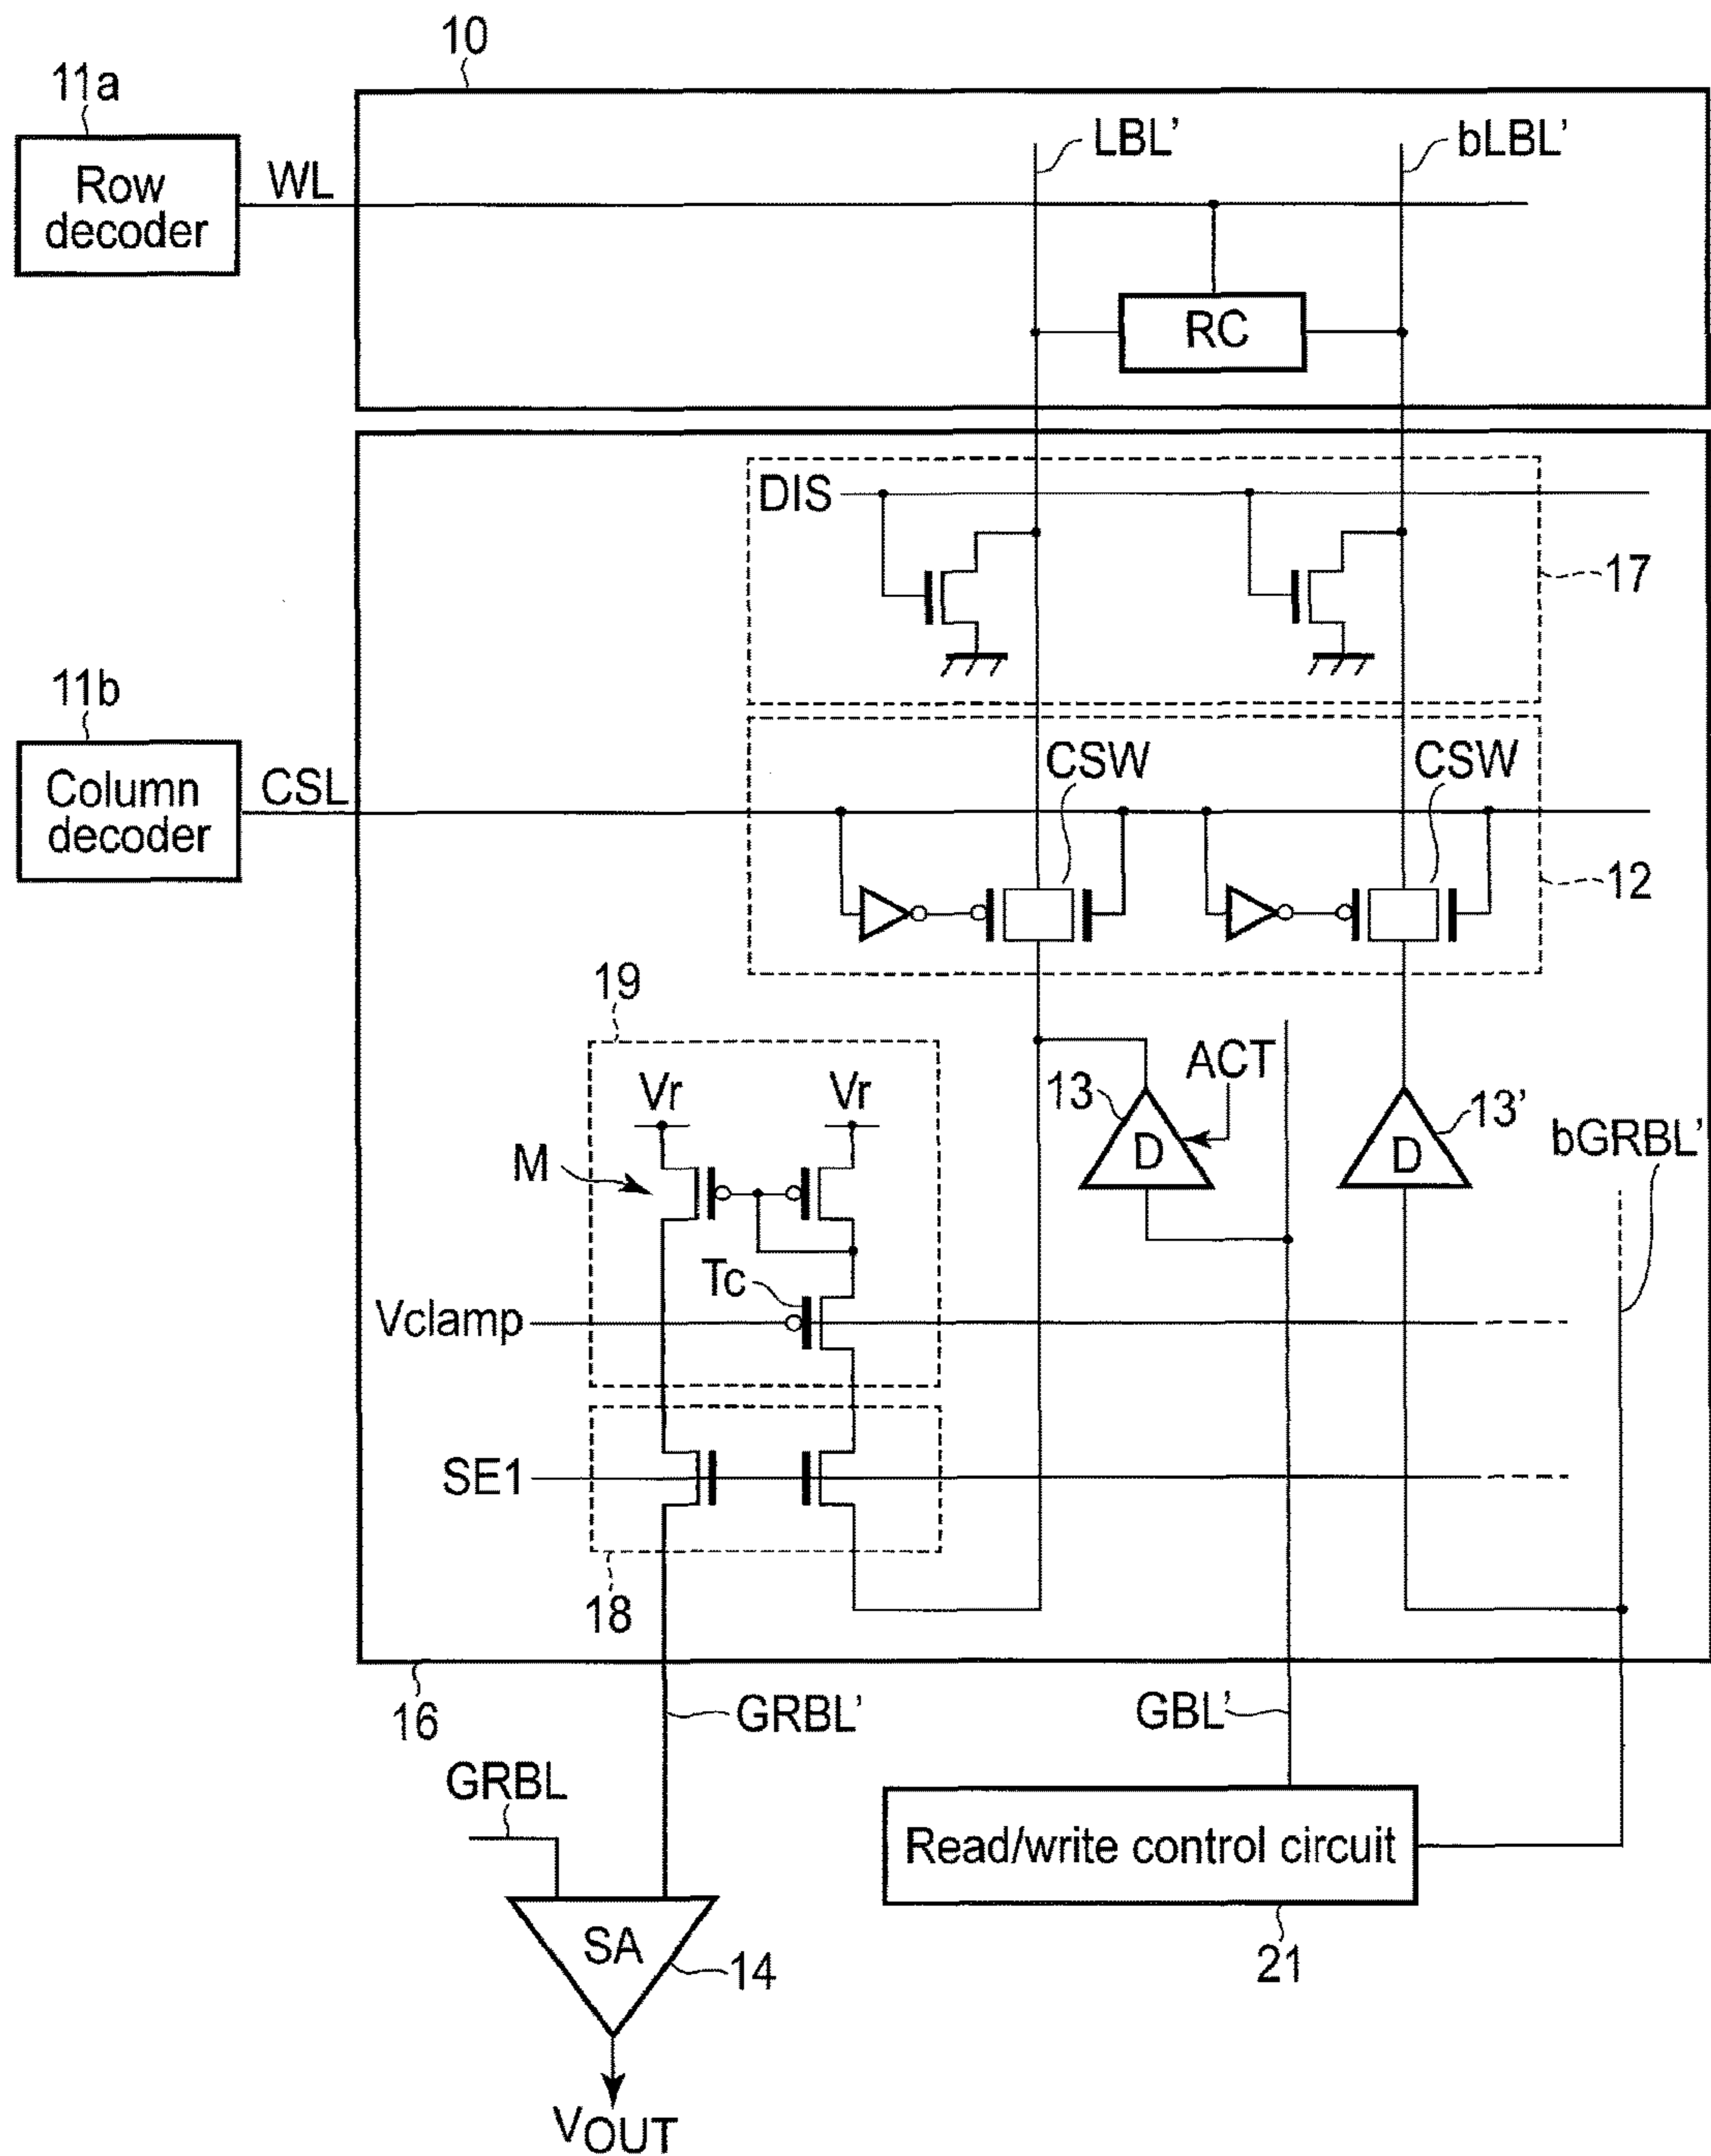 10
11a
Row
decoder
WL
LBL'
bLBL'
RC
DIS
17
11b
Column
decoder
CSL
CSW
CSW
12
19
Vr
Vr
M
Tc
Vclamp
13
ACT
D
13'
D
bGRBL'
SE1
18
16
GRBL'
GBL'
GRBL
Read/write control circuit
21
SA
14
VOUT